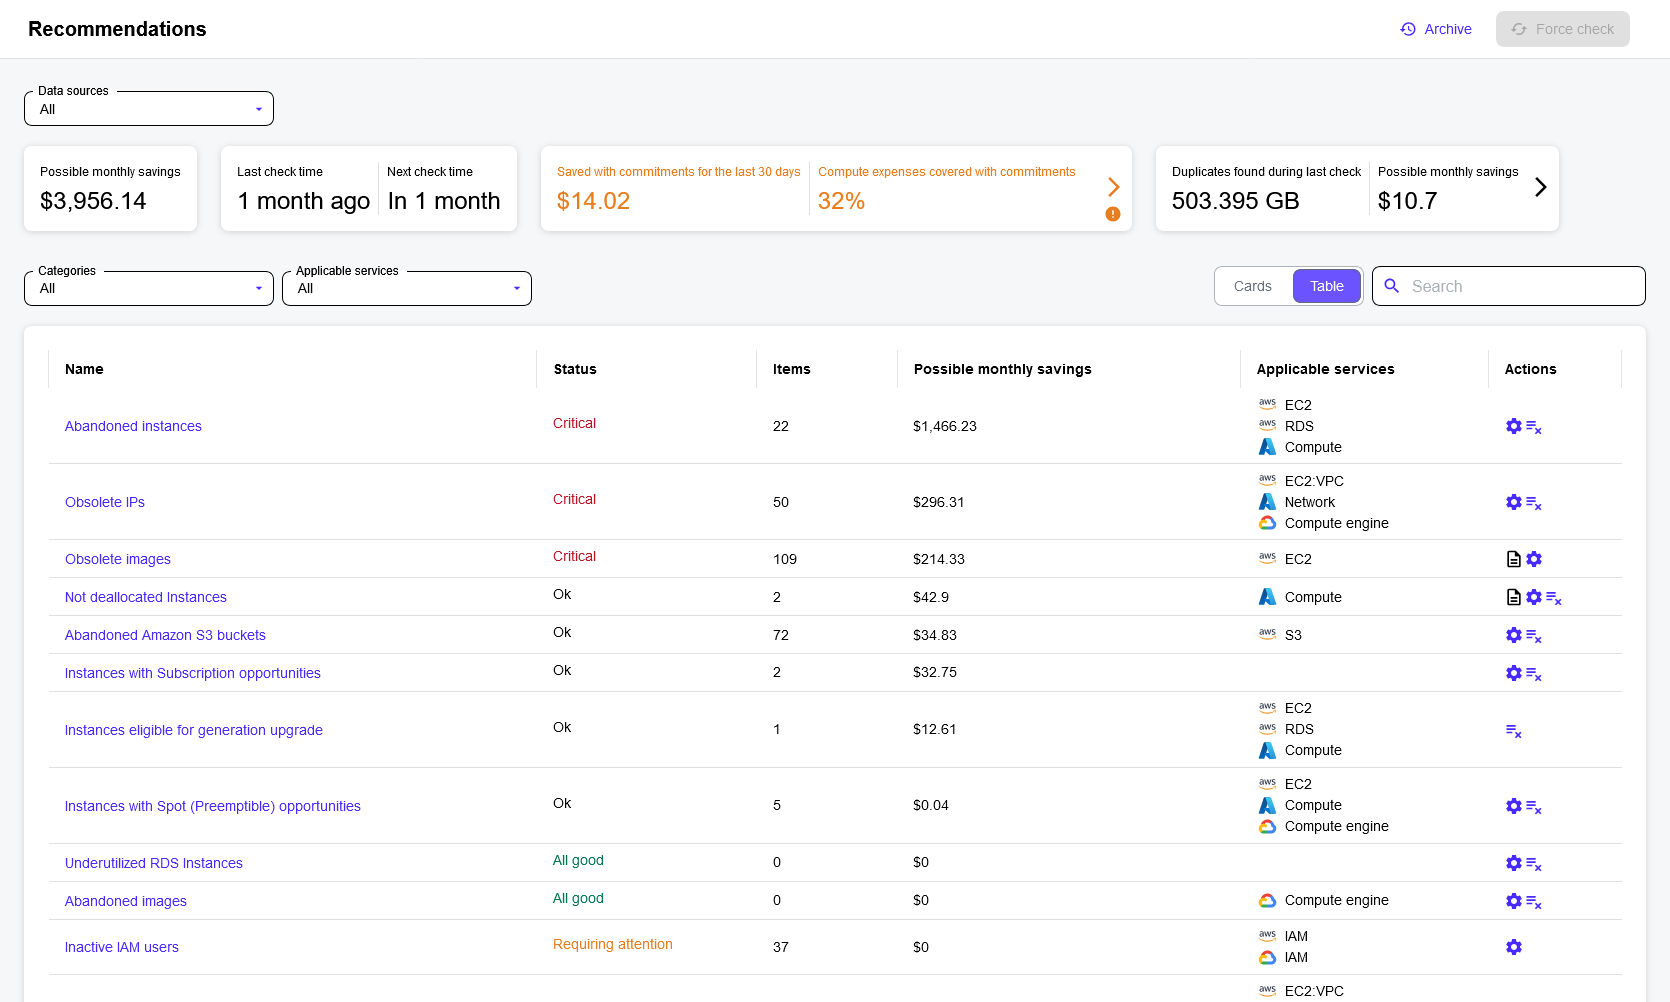 Recommendations
Archive
Force check
Data sources
All
Possible monthly savings
$3,956.14
Last check time
1 month ago
Next check time
In 1 month
Saved with commitments for the last 30 days
$14.02
Compute expenses covered with commitments
32%
Duplicates found during last check
503.395 GB
Possible monthly savings
$10.7
Categories
All
Applicable services
All
Cards
Table
Search
Name Status Items Possible monthly savings Applicable services Actions
Abandoned instances Critical 22 $1,466.23
aws EC2
aws RDS
Compute
Obsolete IPs Critical 50 $296.31
aws EC2:VPC
Network
Compute engine
Obsolete images Critical 109 $214.33 aws EC2
Not deallocated Instances Ok 2 $42.9 Compute
Abandoned Amazon S3 buckets Ok 72 $34.83 aws S3
Instances with Subscription opportunities Ok 2 $32.75
Instances eligible for generation upgrade Ok 1 $12.61
aws EC2
aws RDS
Compute
Instances with Spot (Preemptible) opportunities Ok 5 $0.04
aws EC2
Compute
Compute engine
Underutilized RDS Instances All good 0 $0
Abandoned images All good 0 $0 Compute engine
Inactive IAM users Requiring attention 37 $0
aws IAM
IAM
aws EC2:VPC